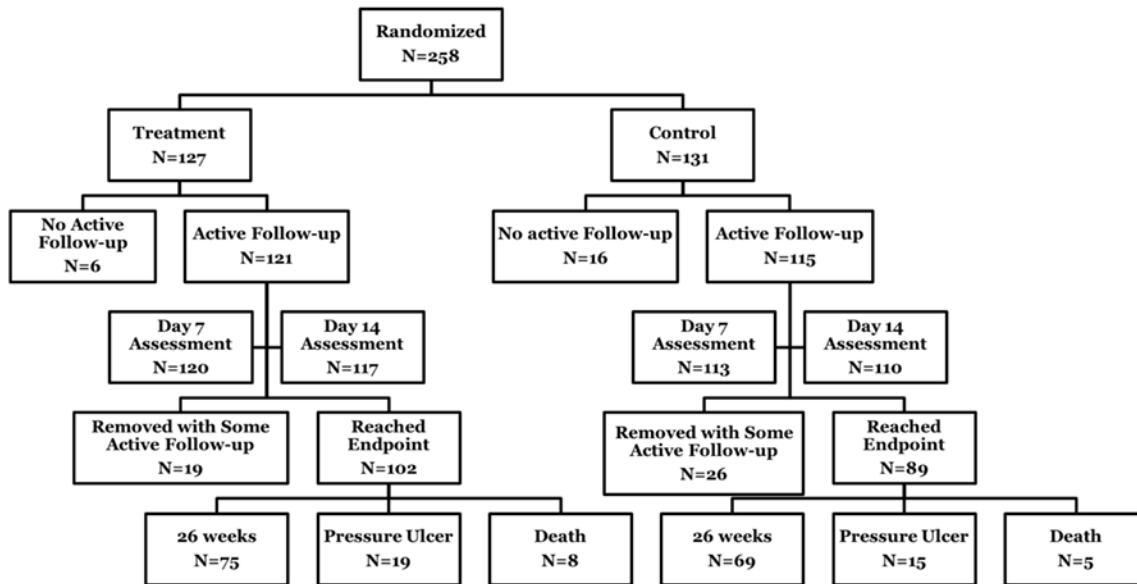 Randomized
N=258
Treatment
N=127
Control
N=131
No Active
Follow-up
N=6
Active Follow-up
N=121
No active Follow-up
N=16
Active Follow-up
N=115
Day 7
Assessment
N=120
Day 14
Assessment
N=117
Day 7
Assessment
N=113
Day 14
Assessment
N=110
Removed with Some
Active Follow-up
N=19
Reached
Endpoint
N=102
Removed with Some
Active Follow-up
N=26
Reached
Endpoint
N=89
26 weeks
N=75
Pressure Ulcer
N=19
Death
N=8
26 weeks
N=69
Pressure Ulcer
N=15
Death
N=5